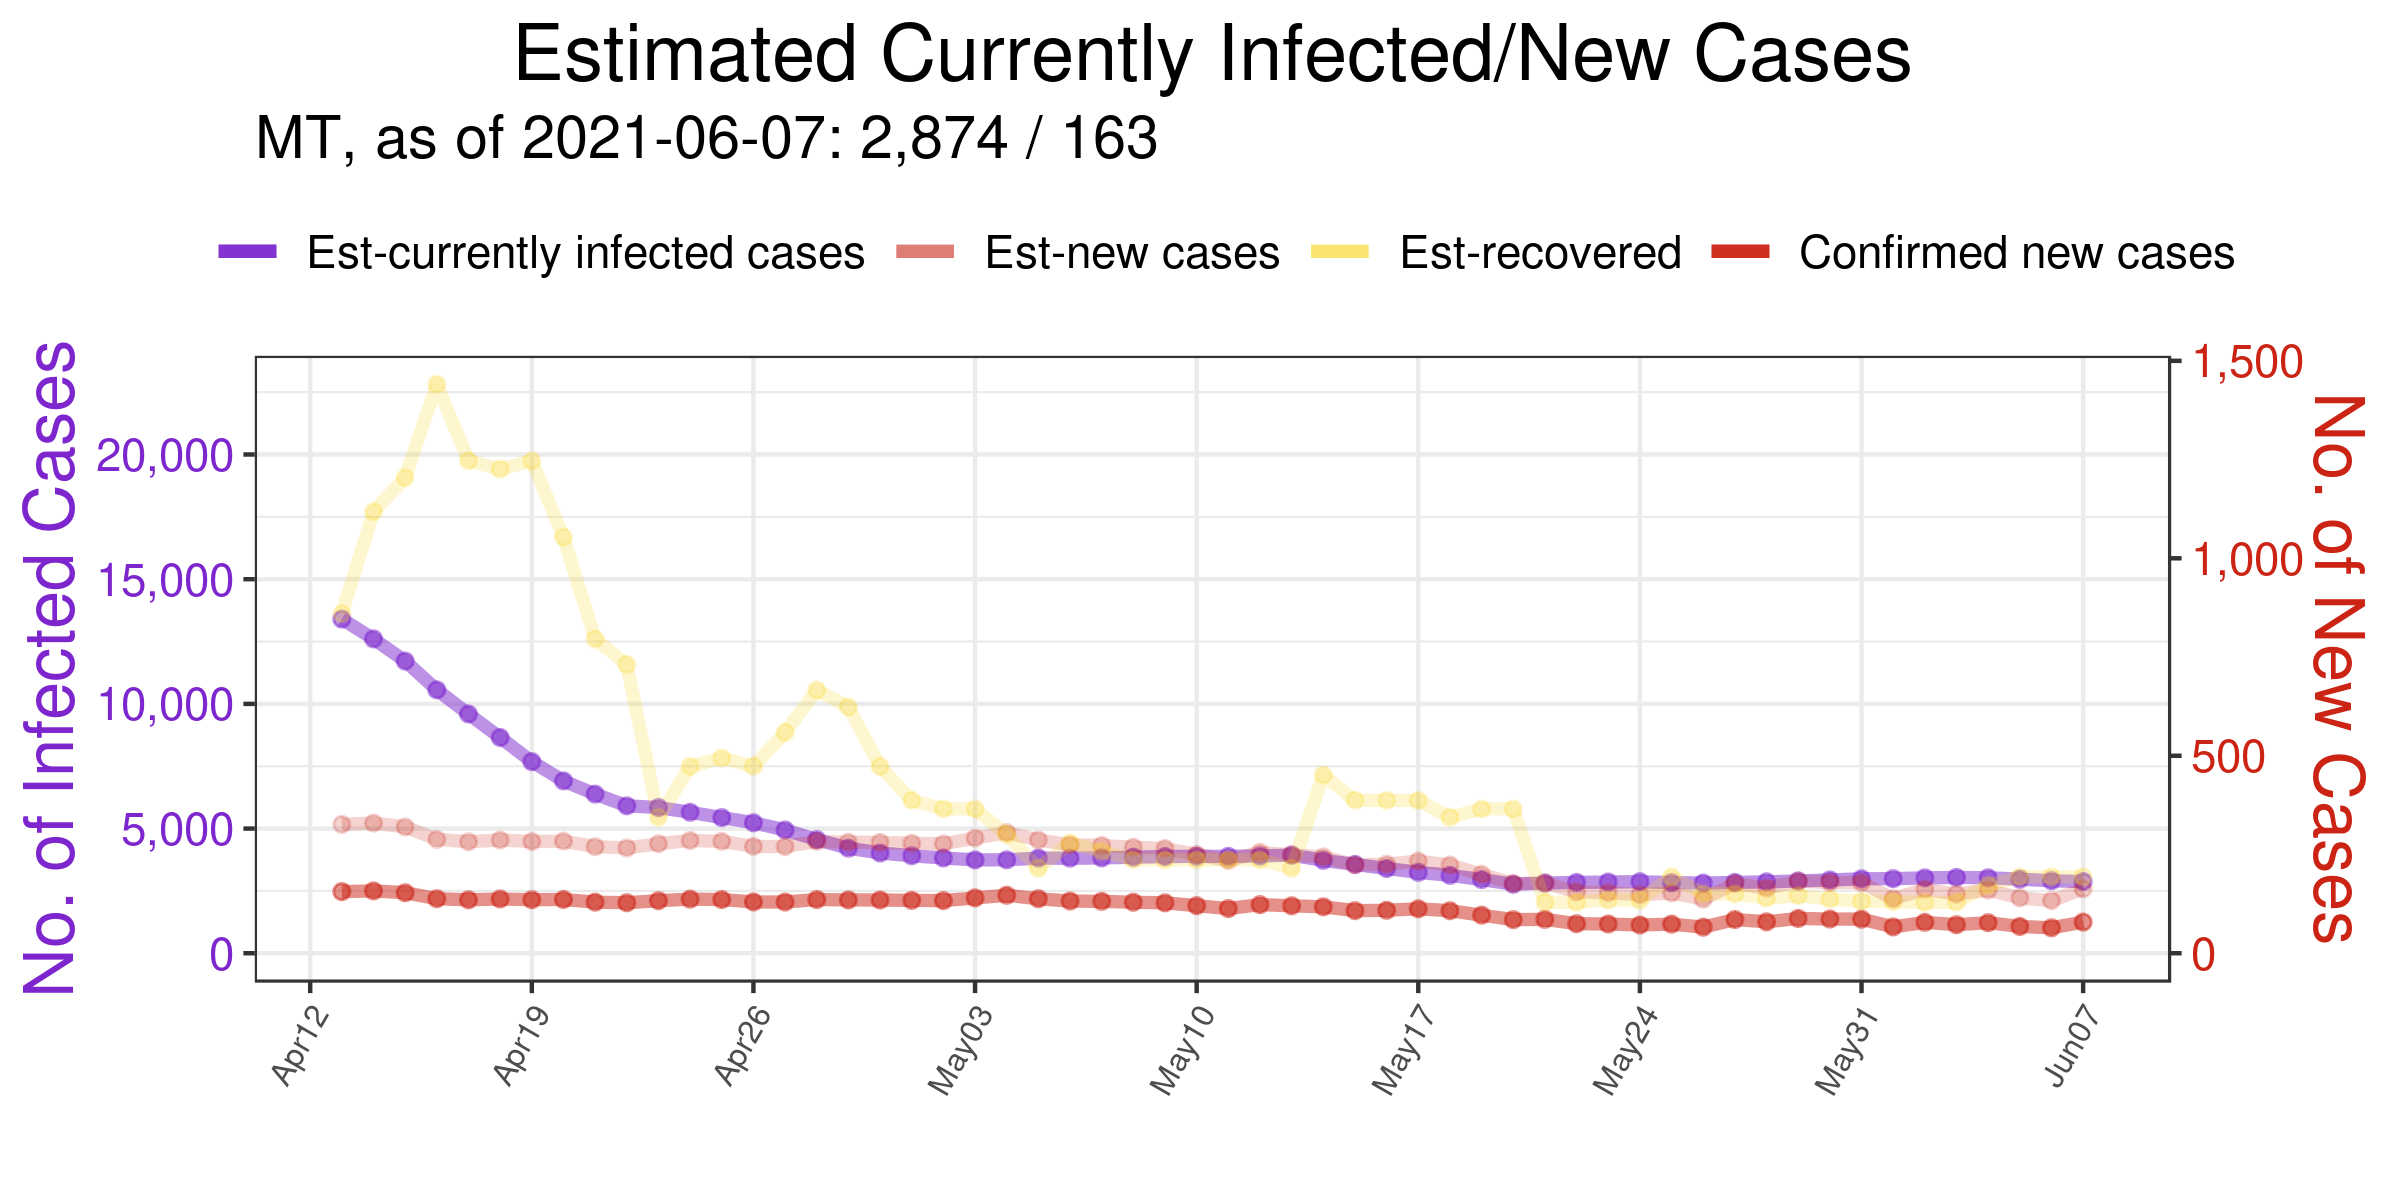 Estimated Currently Infected/New Cases
MT, as of 2021-06-07: 2,874 / 163
Est-currently infected cases Est-new cases Est-recovered Confirmed new cases
No. of Infected Cases
20,000
15,000
10,000
5,000
0
1,500
1,000
500
0
No. of New Cases
Apr12 Apr19 Apr26 May03 May10 May17 May24 May31 Jun07